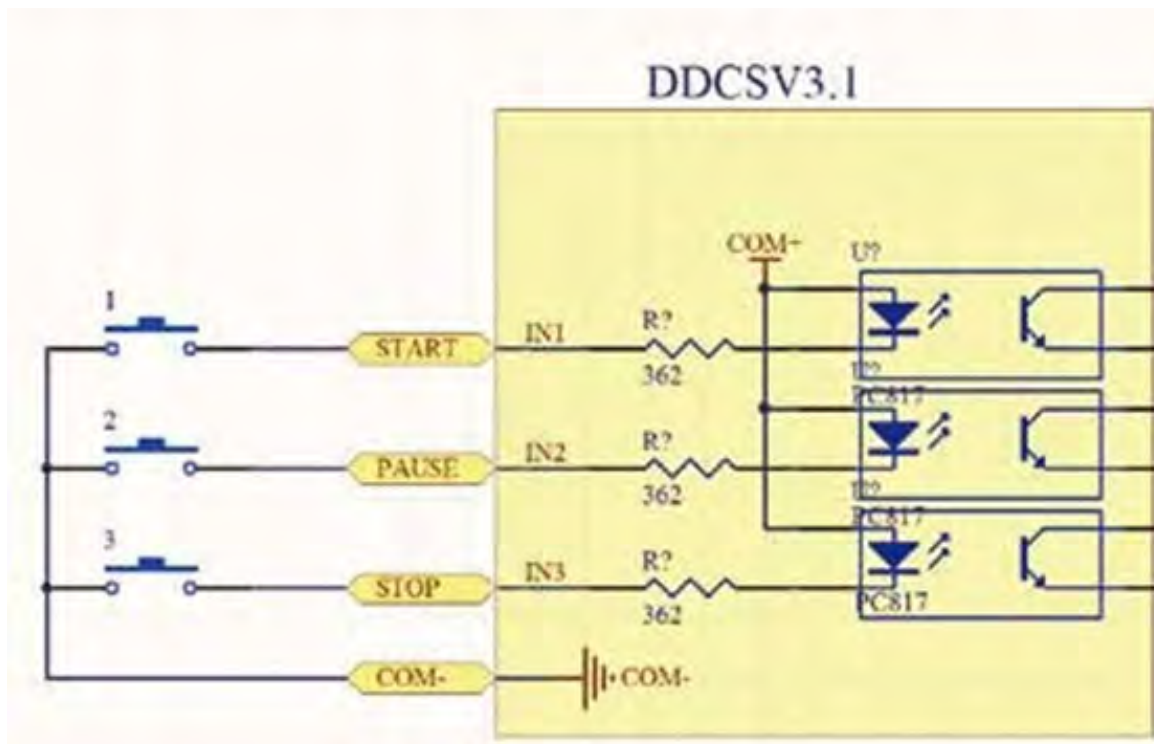 DDCSV3.1
COM+
U?
1
START
IN1
R?
362
U?
PC817
2
PAUSE
IN2
R?
362
U?
PC817
3
STOP
IN3
R?
362
PC817
COM-
COM-